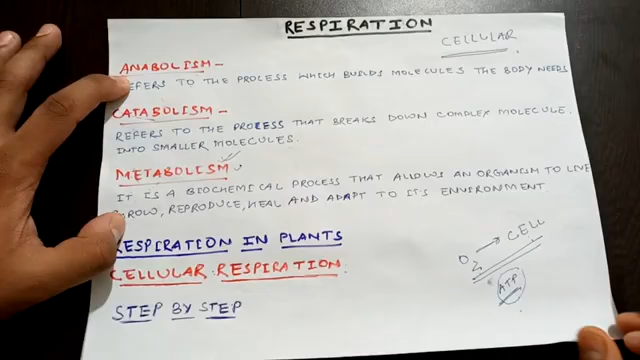 RESPIRATION
CELLULAR
ANABOLISM -
REFERS TO THE PROCESS WHICH BUILDS MOLECULES THE BODY NEEDS
CATABOLISM -
REFERS TO THE PROCESS THAT BREAKS DOWN COMPLEX MOLECULE.
INTO SMALLER MOLECULES.
METABOLISM :
IT IS A BIOCHEMICAL PROCESS THAT ALLOWS AN ORGANISM TO LIVE
GROW, REPRODUCE, HEAL AND ADAPT TO IT'S ENVIRONMENT.
RESPIRATION IN PLANTS
CELLULAR RESPIRATION.
STEP BY STEP
O2 → CELL
ATP